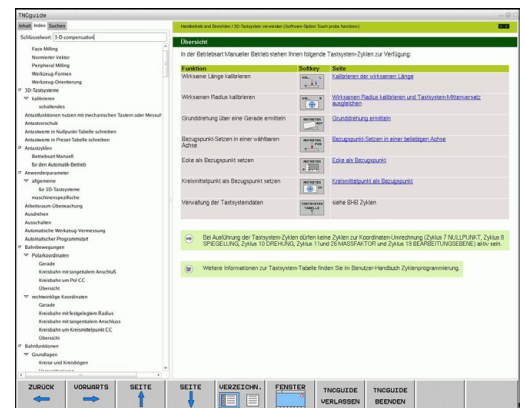 TNCguide
Inhalt Index Suchen
Schlüsselwort 3-D-compensation
Face Milling
Normierter Vektor
Peripheral Milling
Werkzeug-Formen
Werkzeug-Orientierung
3D-Tastsysteme
kalibrieren
schaltendes
Antastfunktionen nutzen mit mechanischen Tastern oder Messuf
Antastvorschub
Antastwerte in Nullpunkt-Tabelle schreiben
Antastwerte in Preset-Tabelle schreiben
Antastzyklen
Betriebsart Manuell
für den Automatik-Betrieb
Anwenderparameter
allgemeine
für 3D-Tastsysteme
maschinenspezifische
Arbeitsraum-Überwachung
Ausdrehen
Ausschalten
Automatische Werkzeug-Vermessung
Automatischer Programmstart
Bahnbewegungen
Polarkoordinaten
Gerade
Kreisbahn mit tangentialem Anschluß
Kreisbahn um Pol CC
Übersicht
rechtwinklige Koordinaten
Gerade
Kreisbahn mit festgelegtem Radius
Kreisbahn mit tangentialem Anschluss
Kreisbahn um Kreismittelpunkt CC
Übersicht
Bahnfunktionen
Grundlagen
Kreise und Kreisbögen
Handbetrieb und Einrichten / 3D-Tastsystem verwenden (Software-Option Touch probe functions)
Übersicht
In der Betriebsart Manueller Betrieb stehen Ihnen folgende Tastsystem-Zyklen zur Verfügung:
Funktion Softkey Seite
Wirksame Länge kalibrieren Kalibrieren der wirksamen Länge
Wirksamen Radius kalibrieren Wirksamen Radius kalibrieren und Tastsystem-Mittenversatz ausgleichen
Grunddrehung über eine Gerade ermitteln Grunddrehung ermitteln
Bezugspunkt-Setzen in einer wählbaren Achse Bezugspunkt-Setzen in einer beliebigen Achse
Ecke als Bezugspunkt setzen Ecke als Bezugspunkt
Kreismittelpunkt als Bezugspunkt setzen Kreismittelpunkt als Bezugspunkt
Verwaltung der Tastsystemdaten siehe BHB Zyklen
Bei Ausführung der Tastsystem-Zyklen dürfen keine Zyklen zur Koordinaten-Umrechnung (Zyklus 7 NULLPUNKT, Zyklus 8
SPIEGELUNG, Zyklus 10 DREHUNG, Zyklus 11und 26 MASSFAKTOR und Zyklus 19 BEARBEITUNGSEBENE) aktiv sein.
Weitere Informationen zur Tastsystem-Tabelle finden Sie im Benutzer-Handbuch Zyklenprogrammierung.
ZURÜCK VORWARTS SEITE SEITE VERZEICHN. FENSTER TNCGUIDE VERLASSEN TNCGUIDE BEENDEN